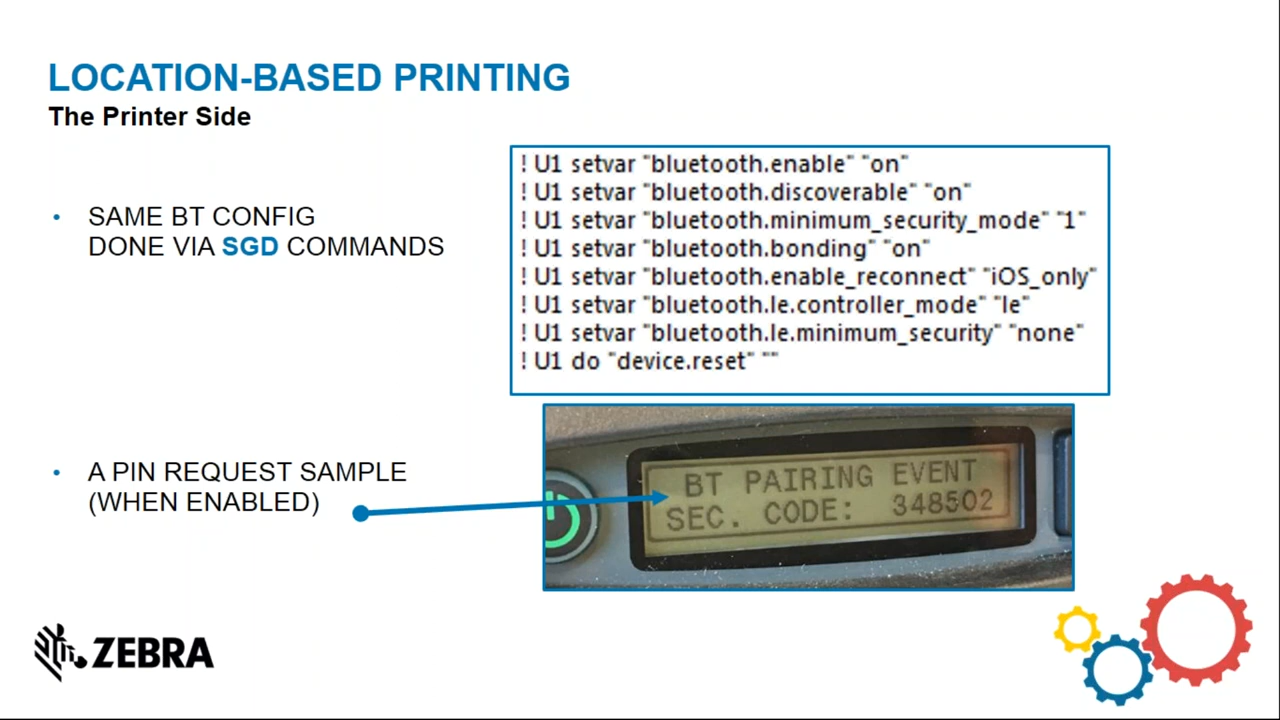 LOCATION-BASED PRINTING
The Printer Side
• SAME BT CONFIG
DONE VIA SGD COMMANDS
! U1 setvar "bluetooth.enable" "on"
! U1 setvar "bluetooth.discoverable" "on"
! U1 setvar "bluetooth.minimum_security_mode" "1"
! U1 setvar "bluetooth.bonding" "on"
! U1 setvar "bluetooth.enable_reconnect" "iOS_only"
! U1 setvar "bluetooth.le.controller_mode" "le"
! U1 setvar "bluetooth.le.minimum_security" "none"
! U1 do "device.reset" ""
• A PIN REQUEST SAMPLE
(WHEN ENABLED)
BT PAIRING EVENT
SEC. CODE: 348502
ZEBRA